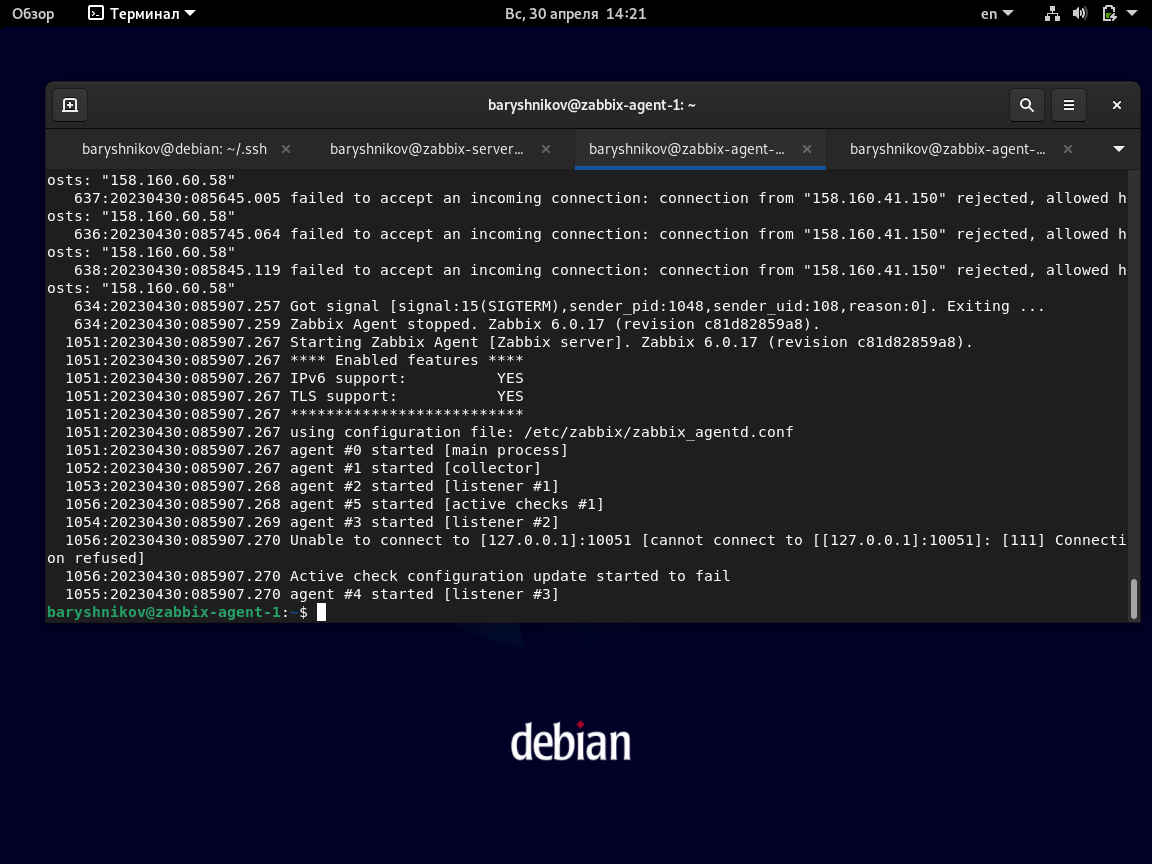 Обзор Терминал Вс, 30 апреля 14:21 en
baryshnikov@zabbix-agent-1: ~
baryshnikov@debian: ~/.ssh baryshnikov@zabbix-server... baryshnikov@zabbix-agent-... baryshnikov@zabbix-agent-...
osts: "158.160.60.58"
637:20230430:085645.005 failed to accept an incoming connection: connection from "158.160.41.150" rejected, allowed h
osts: "158.160.60.58"
636:20230430:085745.064 failed to accept an incoming connection: connection from "158.160.41.150" rejected, allowed h
osts: "158.160.60.58"
638:20230430:085845.119 failed to accept an incoming connection: connection from "158.160.41.150" rejected, allowed h
osts: "158.160.60.58"
634:20230430:085907.257 Got signal [signal:15(SIGTERM),sender_pid:1048,sender_uid:108,reason:0]. Exiting ...
634:20230430:085907.259 Zabbix Agent stopped. Zabbix 6.0.17 (revision c81d82859a8).
1051:20230430:085907.267 Starting Zabbix Agent [Zabbix server]. Zabbix 6.0.17 (revision c81d82859a8).
1051:20230430:085907.267 **** Enabled features ****
1051:20230430:085907.267 IPv6 support:          YES
1051:20230430:085907.267 TLS support:           YES
1051:20230430:085907.267 **************************
1051:20230430:085907.267 using configuration file: /etc/zabbix/zabbix_agentd.conf
1051:20230430:085907.267 agent #0 started [main process]
1052:20230430:085907.267 agent #1 started [collector]
1053:20230430:085907.268 agent #2 started [listener #1]
1056:20230430:085907.268 agent #5 started [active checks #1]
1054:20230430:085907.269 agent #3 started [listener #2]
1056:20230430:085907.270 Unable to connect to [127.0.0.1]:10051 [cannot connect to [[127.0.0.1]:10051]: [111] Connecti
on refused]
1056:20230430:085907.270 Active check configuration update started to fail
1055:20230430:085907.270 agent #4 started [listener #3]
baryshnikov@zabbix-agent-1:~$
debian